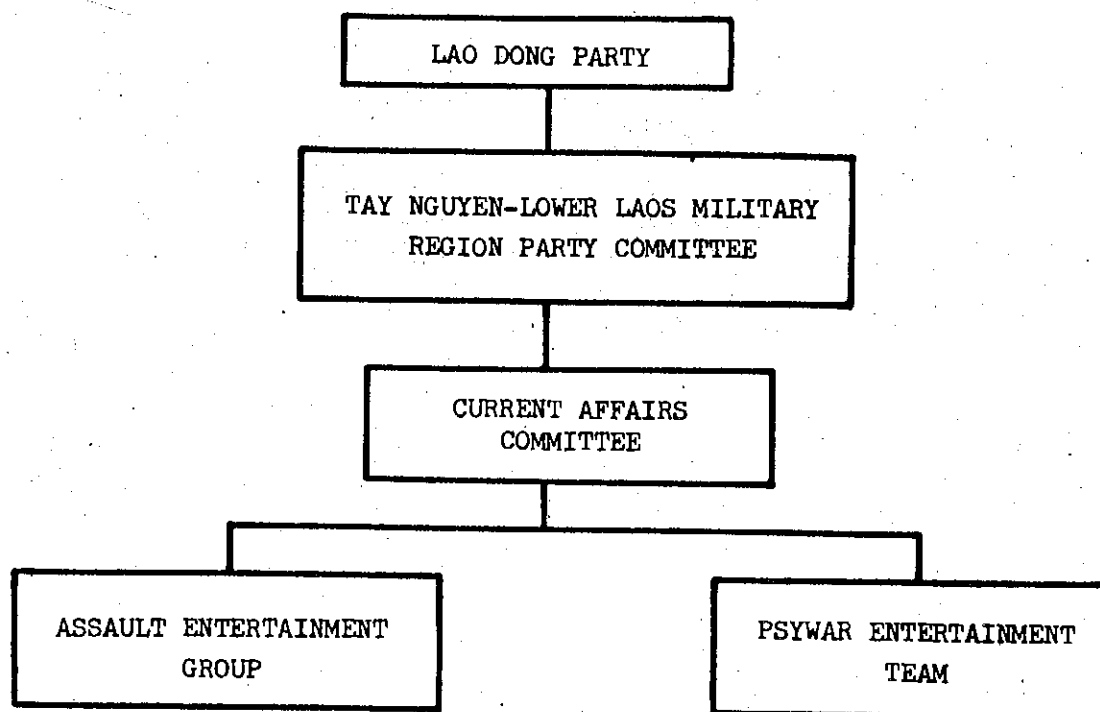 LAO DONG PARTY
TAY NGUYEN-LOWER LAOS MILITARY
REGION PARTY COMMITTEE
CURRENT AFFAIRS
COMMITTEE
ASSAULT ENTERTAINMENT
GROUP
PSYWAR ENTERTAINMENT
TEAM